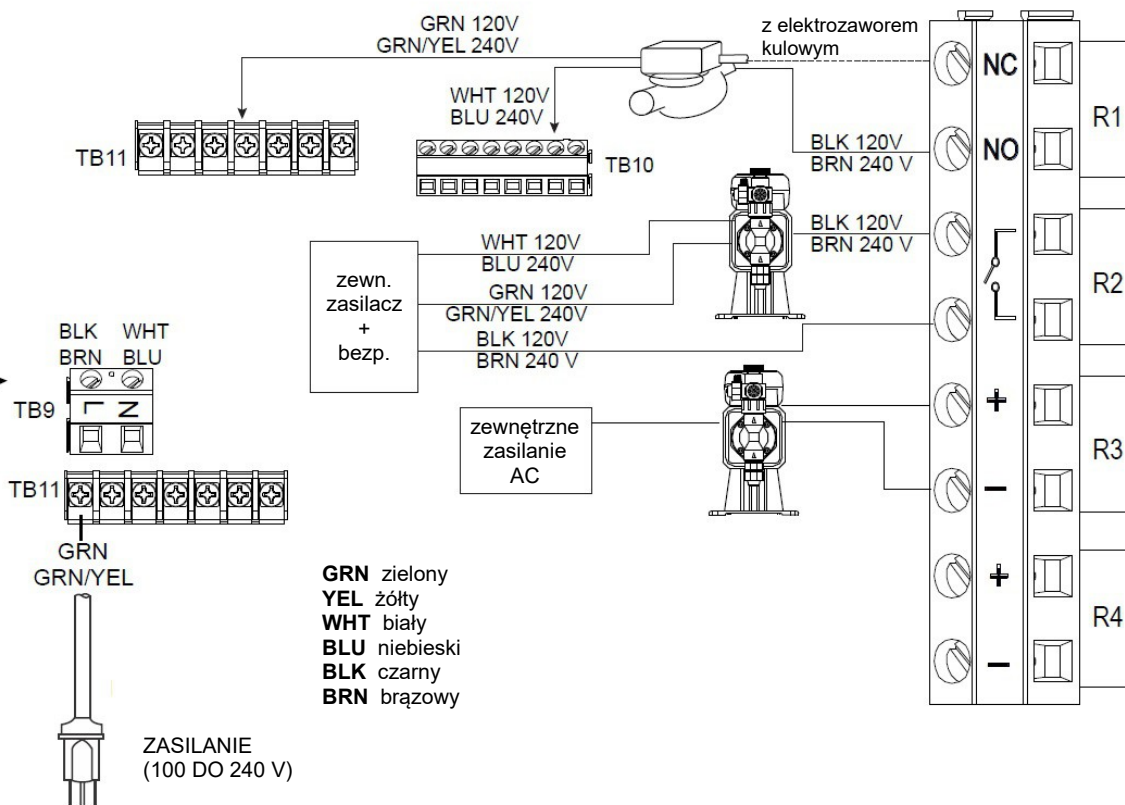 GRN 120V
GRN/YEL 240V
z elektrozaworem
kulowym
NC
R1
WHT 120V
BLU 240V
TB11
TB10
BLK 120V
BRN 240 V
NO
WHT 120V
BLU 240V
BLK 120V
BRN 240 V
zewn.
zasilacz
+
bezp.
GRN 120V
GRN/YEL 240V
R2
BLK 120V
BRN 240 V
BLK WHT
BRN BLU
TB9
L N
zewnętrzne
zasilanie
AC
+
R3
−
TB11
GRN
GRN/YEL
+
R4
−
GRN zielony
YEL żółty
WHT biały
BLU niebieski
BLK czarny
BRN brązowy
ZASILANIE
(100 DO 240 V)